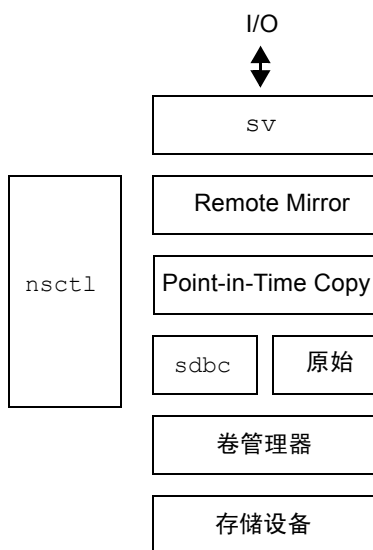 I/O
sv
Remote Mirror
nsctl
Point-in-Time Copy
sdbc
原始
卷管理器
存储设备